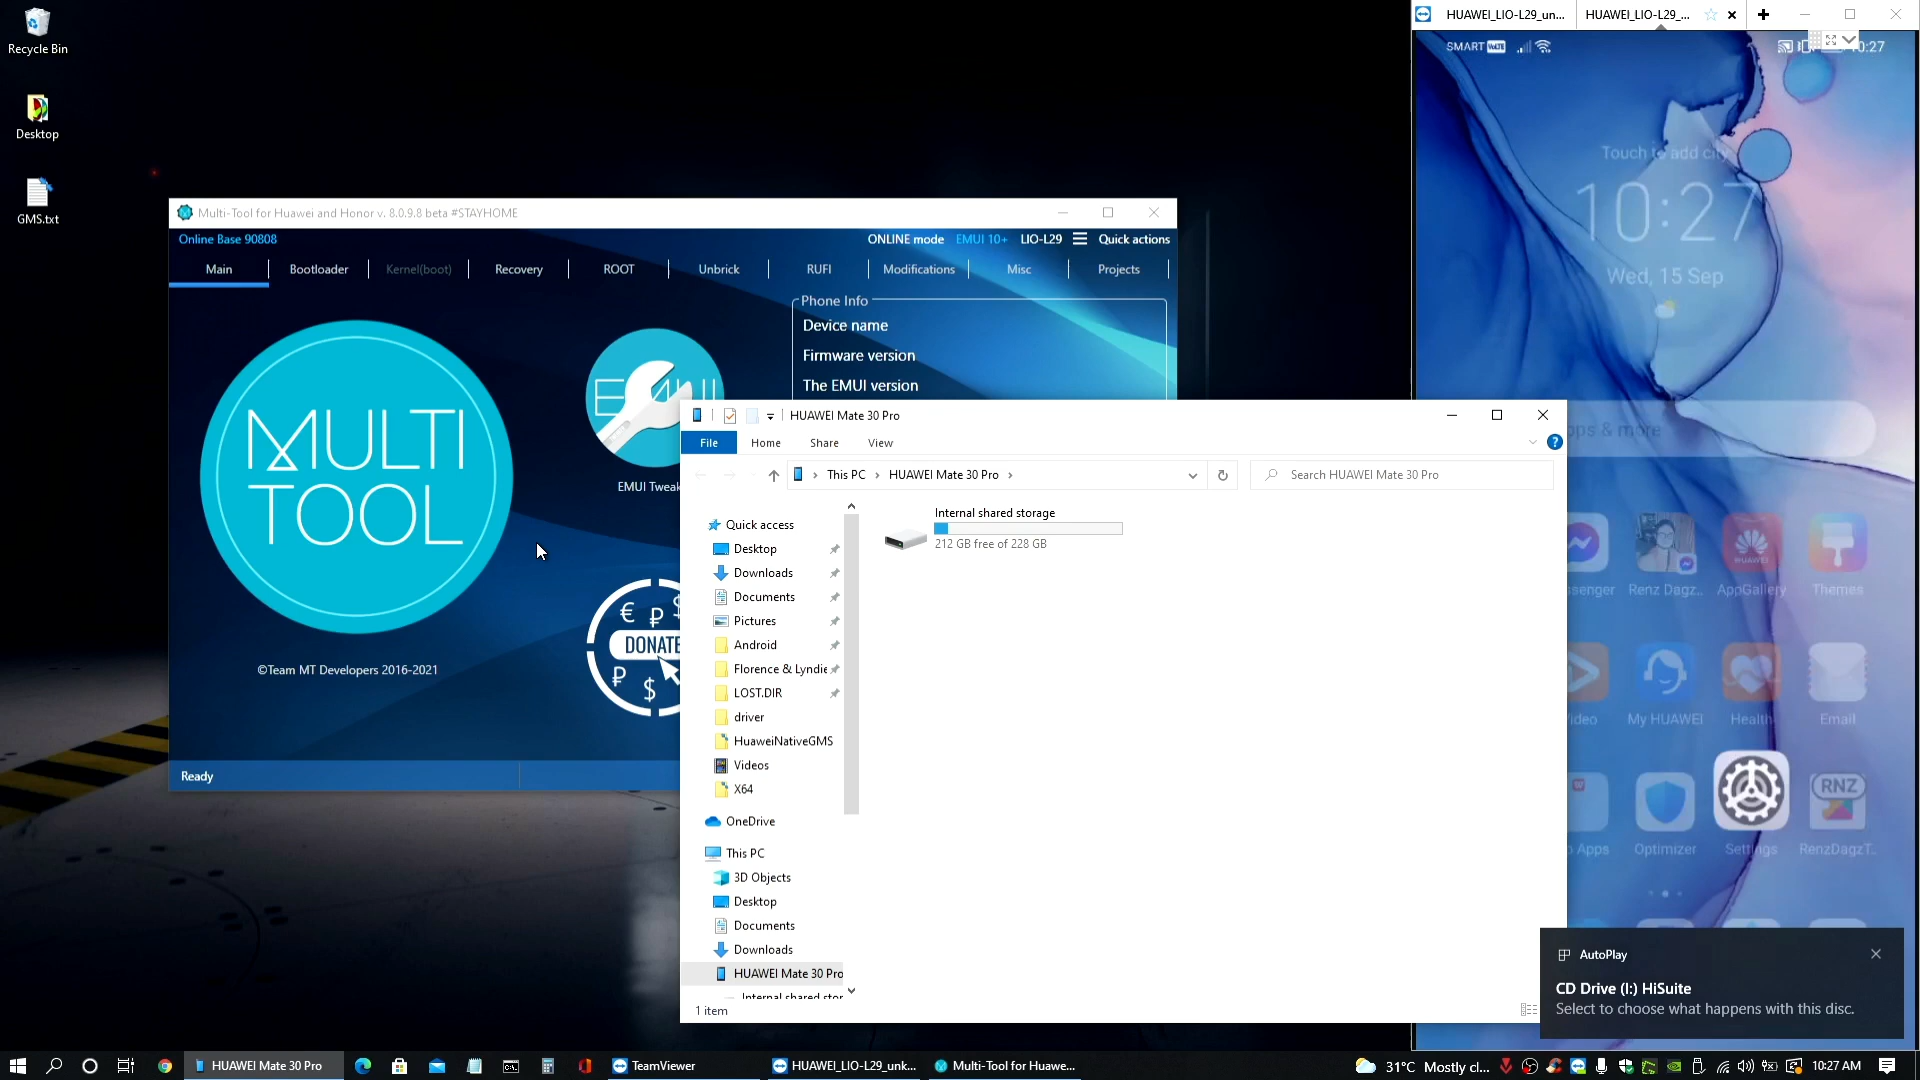 Recycle Bin
Desktop
GMS.txt
Multi-Tool for Huawei and Honor v. 8.0.9.8 beta #STAYHOME
Online Base 90808
ONLINE mode EMUI 10+ LIO-L29 Quick actions
Main Bootloader Kernel(boot) Recovery ROOT Unbrick RUFI Modifications Misc Projects
MULTI
TOOL
©Team MT Developers 2016-2021
EMUI
EMUI Tweak
€ ₽ $
DONATE
₽ $
Phone Info
Device name
Firmware version
The EMUI version
Ready
HUAWEI Mate 30 Pro
File Home Share View
This PC HUAWEI Mate 30 Pro
Search HUAWEI Mate 30 Pro
Quick access
Desktop
Downloads
Documents
Pictures
Android
Florence & Lyndie
LOST.DIR
driver
HuaweiNativeGMS
Videos
X64
OneDrive
This PC
3D Objects
Desktop
Documents
Downloads
HUAWEI Mate 30 Pro
Internal shared stor
Internal shared storage
212 GB free of 228 GB
1 item
HUAWEI_LIO-L29_un...
HUAWEI_LIO-L29_...
SMART VoLTE
0:27
Touch to add city
10:27
Wed, 15 Sep
ps & more
senger Renz Dagz.. AppGallery Themes
HUAWEI
ideo My HUAWEI Health Email
RNZ
Apps Optimizer Settings RenzDagzT..
AutoPlay
CD Drive (I:) HiSuite
Select to choose what happens with this disc.
HUAWEI Mate 30 Pro
TeamViewer
HUAWEI_LIO-L29_unk...
Multi-Tool for Huawe...
31°C Mostly cl...
10:27 AM